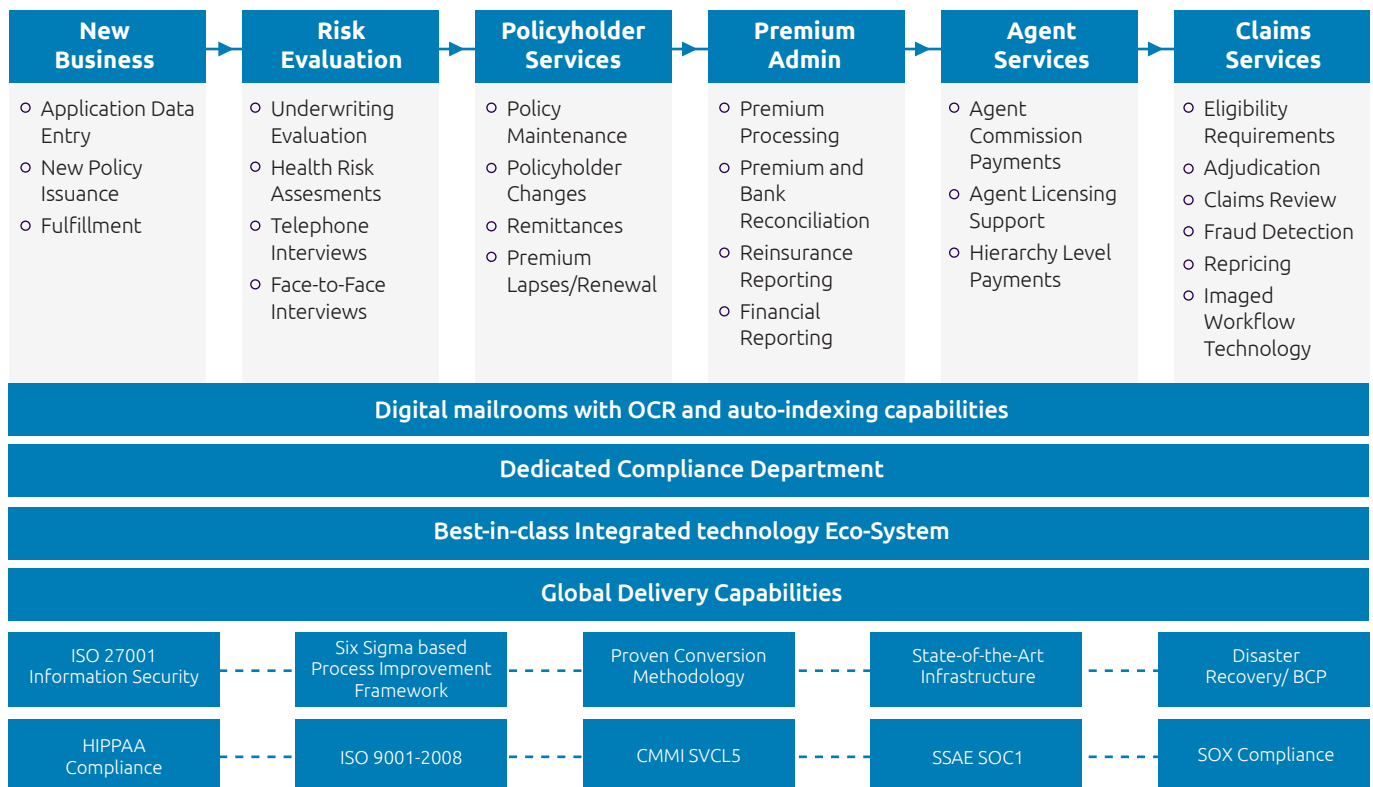 New
Business
Risk
Evaluation
Policyholder
Services
Premium
Admin
Agent
Services
Claims
Services
Application Data
Entry
New Policy
Issuance
Fulfillment
Underwriting
Evaluation
Health Risk
Assesments
Telephone
Interviews
Face-to-Face
Interviews
Policy
Maintenance
Policyholder
Changes
Remittances
Premium
Lapses/Renewal
Premium
Processing
Premium and
Bank
Reconciliation
Reinsurance
Reporting
Financial
Reporting
Agent
Commission
Payments
Agent Licensing
Support
Hierarchy Level
Payments
Eligibility
Requirements
Adjudication
Claims Review
Fraud Detection
Repricing
Imaged
Workflow
Technology
Digital mailrooms with OCR and auto-indexing capabilities
Dedicated Compliance Department
Best-in-class Integrated technology Eco-System
Global Delivery Capabilities
ISO 27001
Information Security
Six Sigma based
Process Improvement
Framework
Proven Conversion
Methodology
State-of-the-Art
Infrastructure
Disaster
Recovery/ BCP
HIPPAA
Compliance
ISO 9001-2008
CMMI SVCL5
SSAE SOC1
SOX Compliance